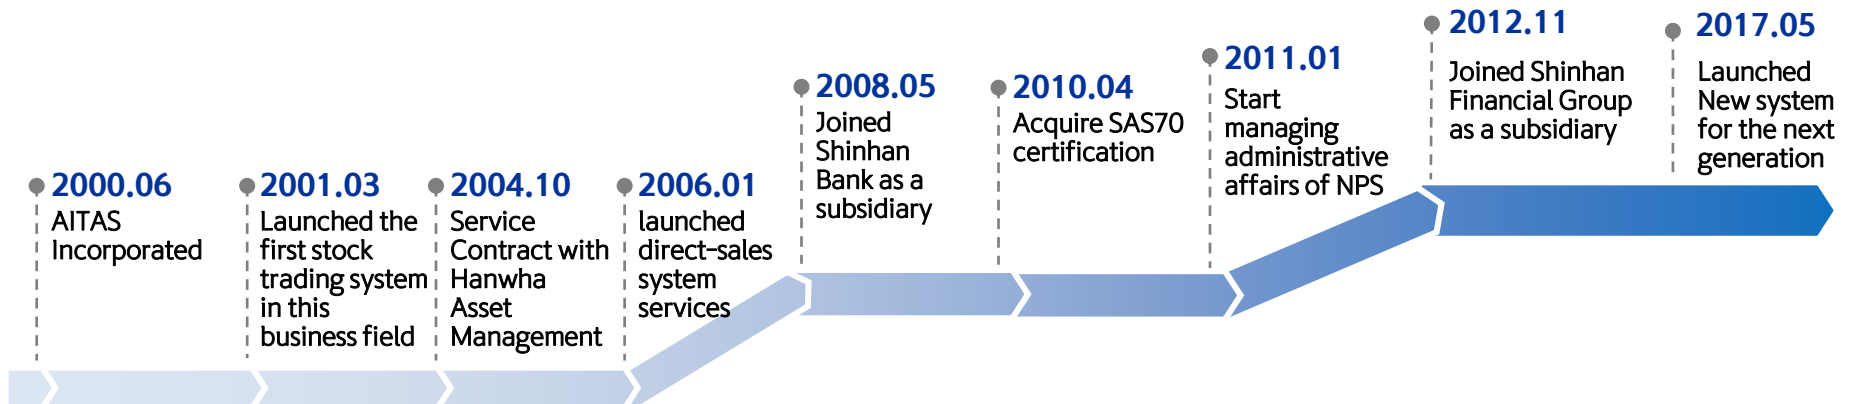 2000.06
AITAS
Incorporated
2001.03
Launched the
first stock
trading system
in this
business field
2004.10
Service
Contract with
Hanwha
Asset
Management
2006.01
launched
direct-sales
system
services
2008.05
Joined
Shinhan
Bank as a
subsidiary
2010.04
Acquire SAS70
certification
2011.01
Start
managing
administrative
affairs of NPS
2012.11
Joined Shinhan
Financial Group
as a subsidiary
2017.05
Launched
New system
for the next
generation